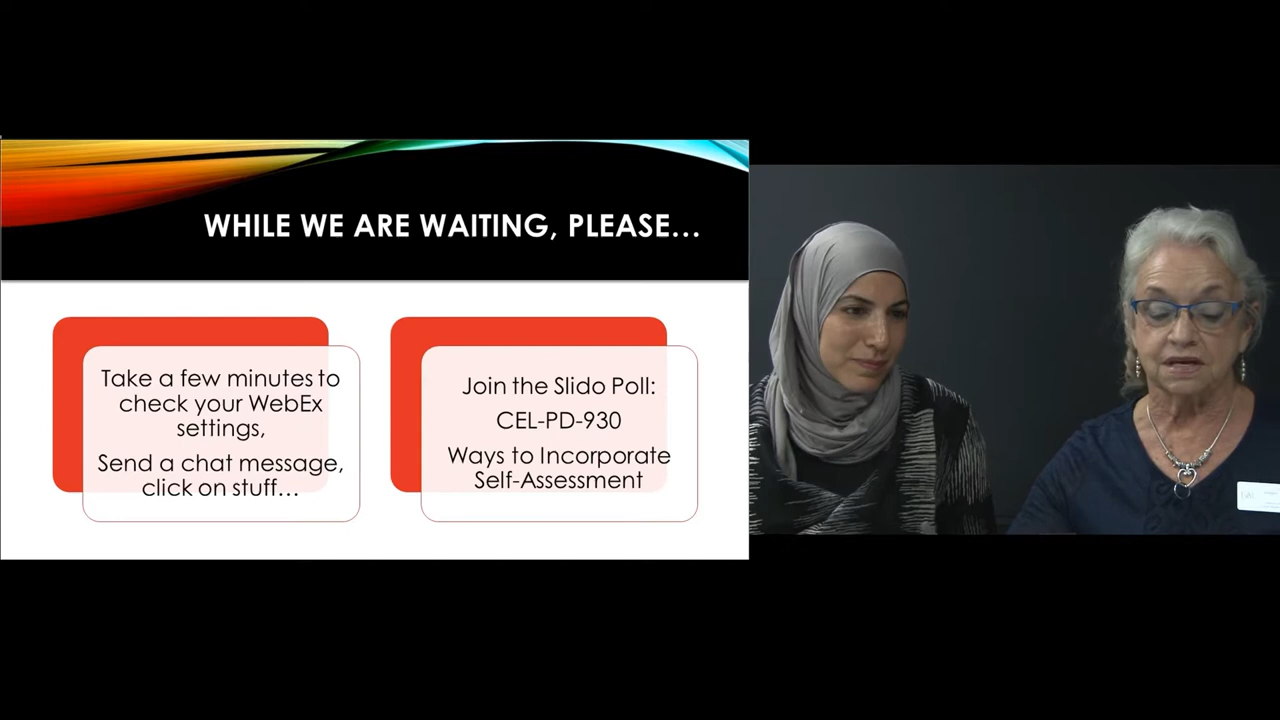 WHILE WE ARE WAITING, PLEASE…
Take a few minutes to
check your WebEx
settings,
Send a chat message,
click on stuff…
Join the Slido Poll:
CEL-PD-930
Ways to Incorporate
Self-Assessment